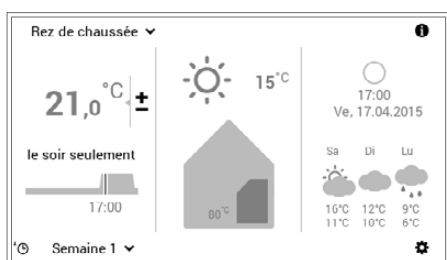 Rez de chaussée
21,0 °C ±
15°C
17:00
Ve, 17.04.2015
le soir seulement
17:00
80°C
Sa Di Lu
16°C 12°C 9°C
11°C 10°C 6°C
Semaine 1